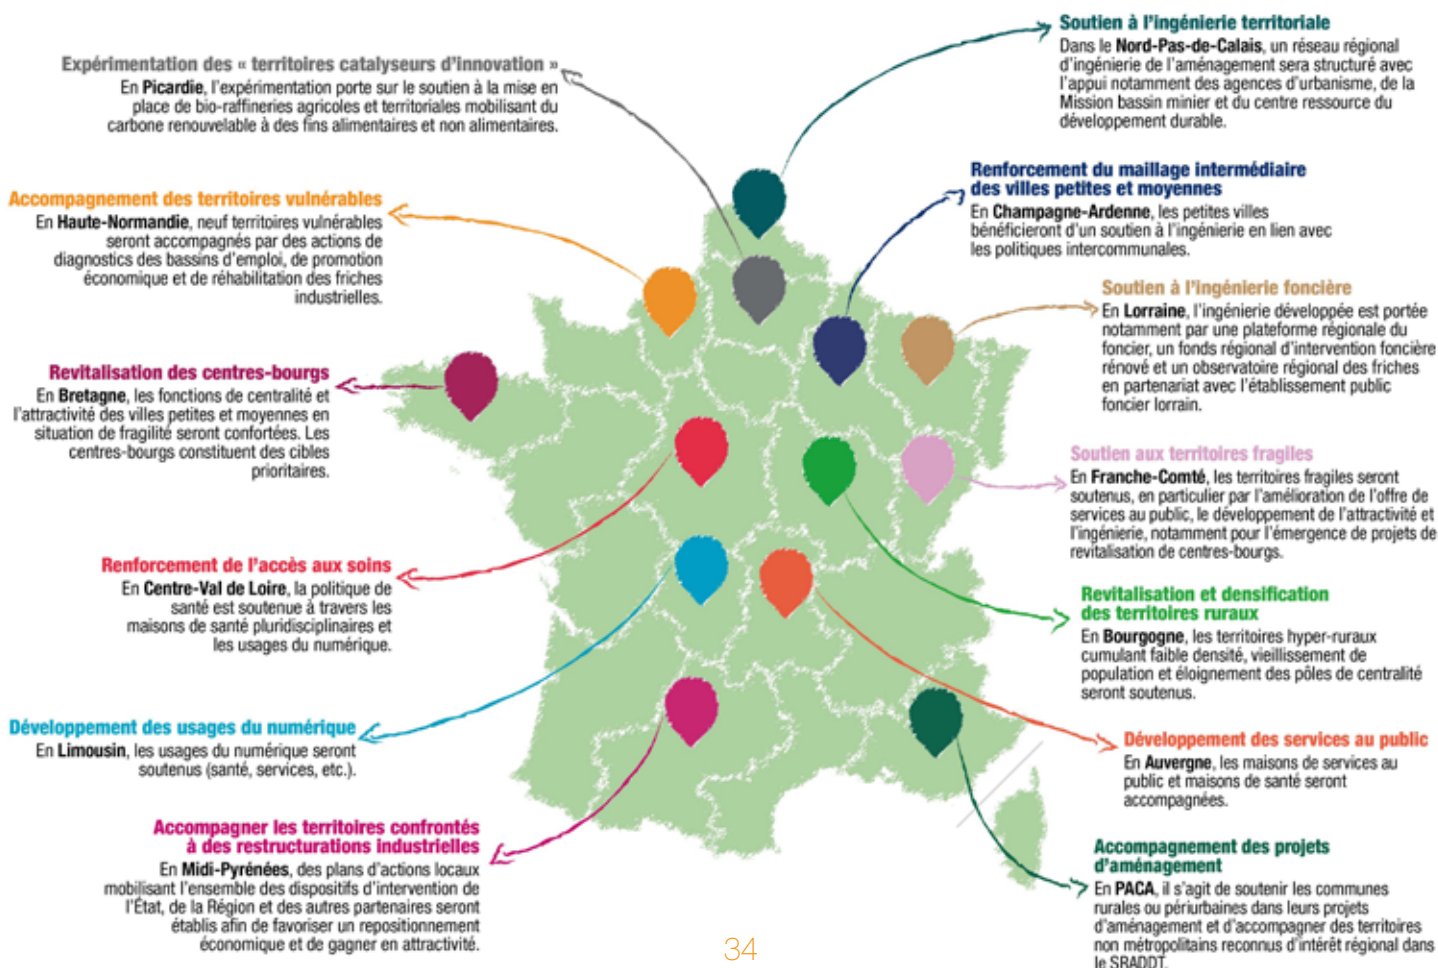 Expérimentation des « territoires catalyseurs d'innovation »
En Picardie, l'expérimentation porte sur le soutien à la mise en
place de bio-raffineries agricoles et territoriales mobilisant du
carbone renouvelable à des fins alimentaires et non alimentaires.
Accompagnement des territoires vulnérables
En Haute-Normandie, neuf territoires vulnérables
seront accompagnés par des actions de
diagnostics des bassins d'emploi, de promotion
économique et de réhabilitation des friches
industrielles.
Revitalisation des centres-bourgs
En Bretagne, les fonctions de centralité et
l'attractivité des villes petites et moyennes en
situation de fragilité seront confortées. Les
centres-bourgs constituent des cibles
prioritaires.
Renforcement de l'accès aux soins
En Centre-Val de Loire, la politique de
santé est soutenue à travers les
maisons de santé pluridisciplinaires et
les usages du numérique.
Développement des usages du numérique
En Limousin, les usages du numérique seront
soutenus (santé, services, etc.).
Accompagner les territoires confrontés
à des restructurations industrielles
En Midi-Pyrénées, des plans d'actions locaux
mobilisant l'ensemble des dispositifs d'intervention de
l'État, de la Région et des autres partenaires seront
établis afin de favoriser un repositionnement
économique et de gagner en attractivité.
Soutien à l'ingénierie territoriale
Dans le Nord-Pas-de-Calais, un réseau régional
d'ingénierie de l'aménagement sera structuré avec
l'appui notamment des agences d'urbanisme, de la
Mission bassin minier et du centre ressource du
développement durable.
Renforcement du maillage intermédiaire
des villes petites et moyennes
En Champagne-Ardenne, les petites villes
bénéficieront d'un soutien à l'ingénierie en lien avec
les politiques intercommunales.
Soutien à l'ingénierie foncière
En Lorraine, l'ingénierie développée est portée
notamment par une plateforme régionale du
foncier, un fonds régional d'intervention foncière
rénové et un observatoire régional des friches
en partenariat avec l'établissement public
foncier lorrain.
Soutien aux territoires fragiles
En Franche-Comté, les territoires fragiles seront
soutenus, en particulier par l'amélioration de l'offre de
services au public, le développement de l'attractivité et
l'ingénierie, notamment pour l'émergence de projets de
revitalisation de centres-bourgs.
Revitalisation et densification
des territoires ruraux
En Bourgogne, les territoires hyper-ruraux
cumulant faible densité, vieillissement de
population et éloignement des pôles de centralité
seront soutenus.
Développement des services au public
En Auvergne, les maisons de services au
public et maisons de santé seront
accompagnées.
Accompagnement des projets
d'aménagement
En PACA, il s'agit de soutenir les communes
rurales ou périurbaines dans leurs projets
d'aménagement et d'accompagner des territoires
non métropolitains reconnus d'intérêt régional dans
le SRADDT.
34